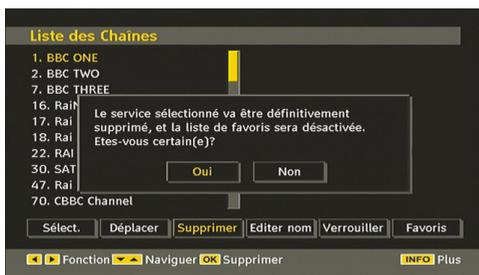 Liste des Chaînes
1. BBC ONE
2. BBC TWO
7. BBC THREE
16. RaiN
17. Rai
18. Rai
22. RAI
30. SAT
47. Rai
70. CBBC Channel
Le service sélectionné va être définitivement
supprimé, et la liste de favoris sera désactivée.
Etes-vous certain(e)?
Oui Non
Sélect. Déplacer Supprimer Editer nom Verrouiller Favoris
Fonction Naviguer OK Supprimer INFO Plus